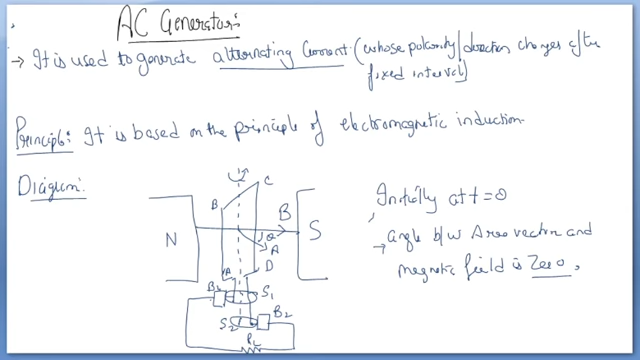 AC Generator:
→ It is used to generate alternating Current (whose polarity/direction changes after
fixed interval)
Principle: It is based on the principle of electromagnetic induction.
Diagram:
N
B
C
B
S
θ
A
A
D
B1
S1
S2
B2
RL
Initially at t=0
→ angle b/w Area vector and
magnetic field is Zero.